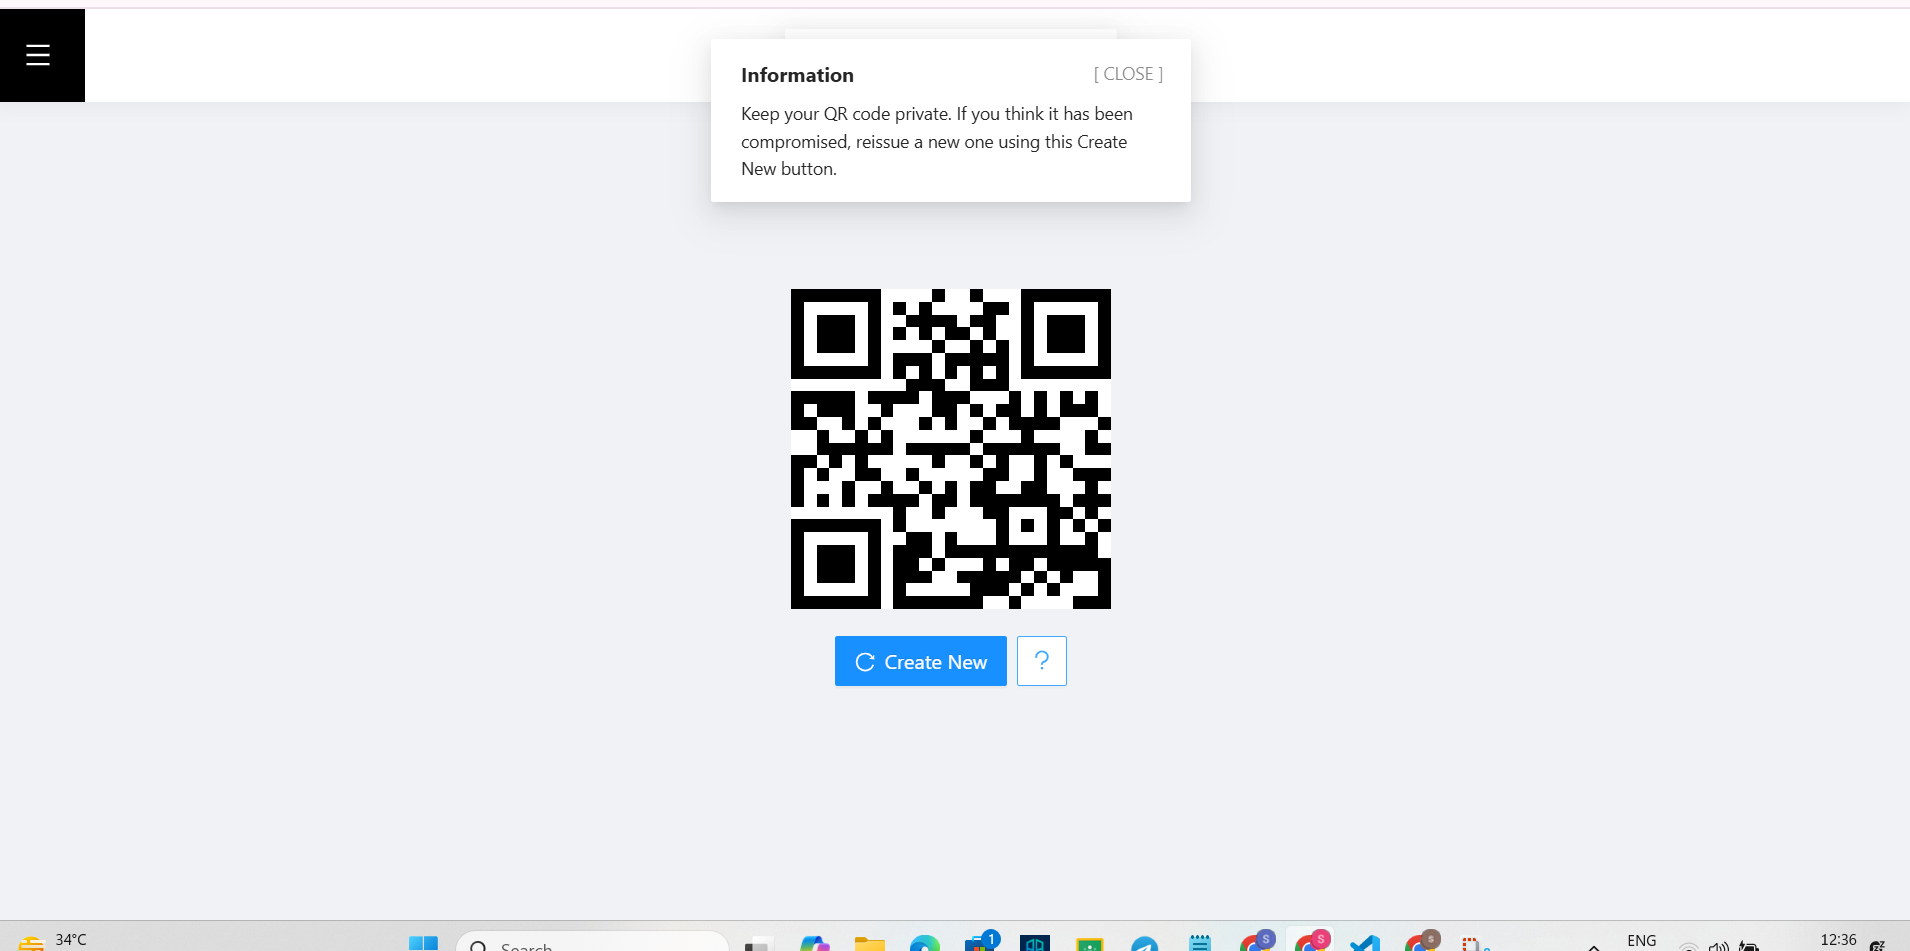 Information
[ CLOSE ]
Keep your QR code private. If you think it has been
compromised, reissue a new one using this Create
New button.
Create New
?
34°C
Search
1
S
S
S
ENG
12:36